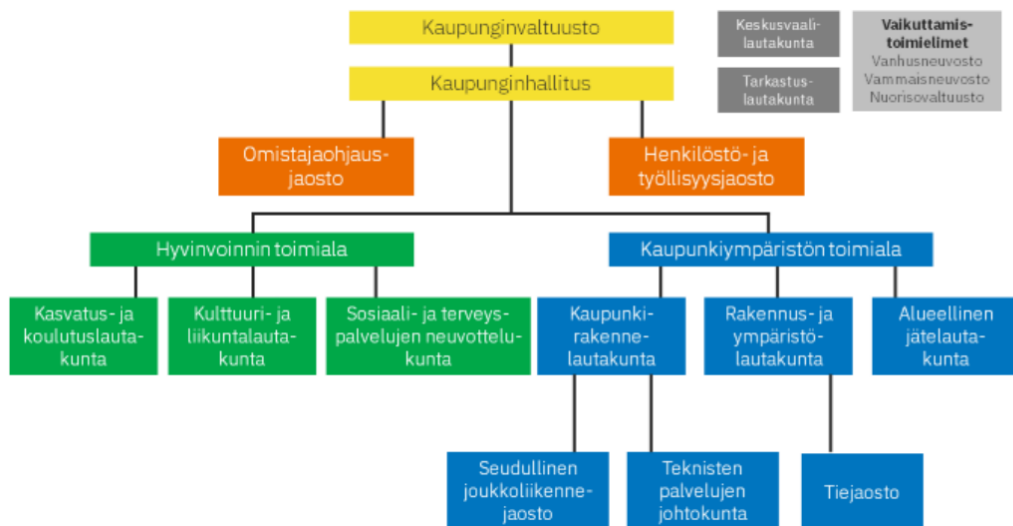 Kaupunginvaltuusto
Keskusvaali-
lautakunta
Vaikuttamis-
toimielimet
Vanhusneuvosto
Vammaisneuvosto
Nuorisovaltuusto
Kaupunginhallitus
Tarkastus-
lautakunta
Omistajaohjaus-
jaosto
Henkilöstö- ja
työllisyysjaosto
Hyvinvoinnin toimiala
Kaupunkiympäristön toimiala
Kasvatus- ja
koulutuslauta-
kunta
Kulttuuri- ja
liikuntalauta-
kunta
Sosiaali- ja terveys-
palvelujen neuvottelu-
kunta
Kaupunki-
rakenne-
lautakunta
Rakennus- ja
ympäristö-
lautakunta
Alueellinen
jätelauta-
kunta
Seudullinen
joukkoliikenne-
jaosto
Teknisten
palvelujen
johtokunta
Tiejaosto